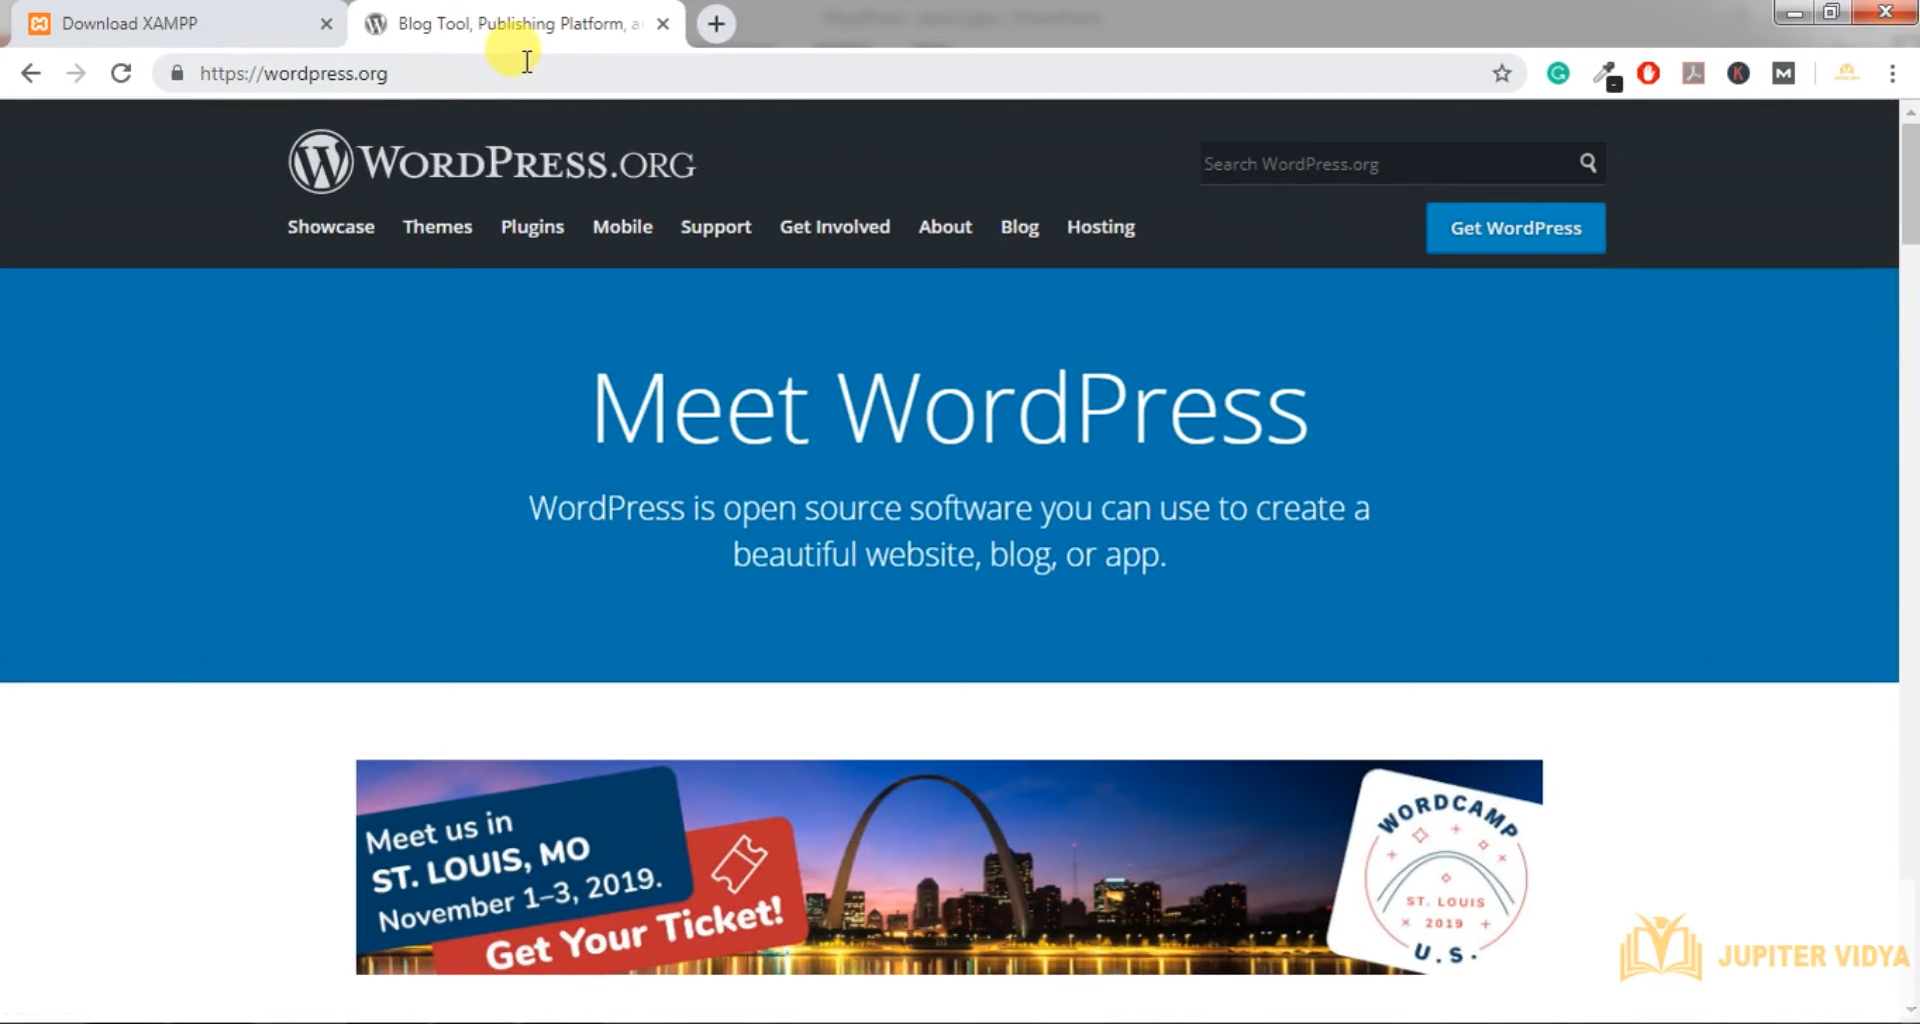 Download XAMPP
Blog Tool, Publishing Platform, a
https://wordpress.org
WORDPRESS.ORG
Search WordPress.org
Showcase Themes Plugins Mobile Support Get Involved About Blog Hosting
Get WordPress
Meet WordPress
WordPress is open source software you can use to create a
beautiful website, blog, or app.
Meet us in
ST. LOUIS, MO
November 1–3, 2019.
Get Your Ticket!
WORDCAMP
ST. LOUIS
2019
U.S.
JUPITER VIDYA